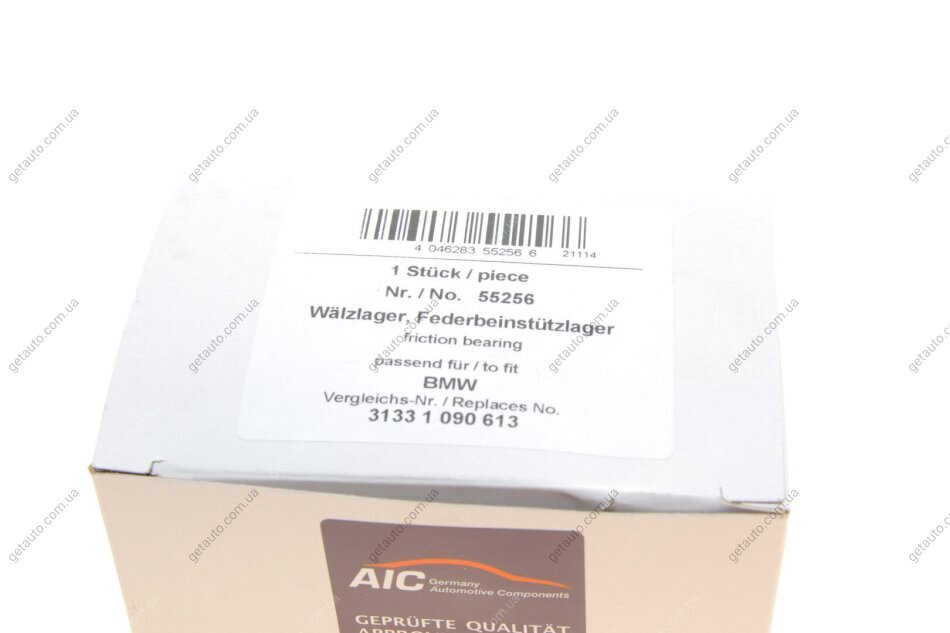 4 046283 55256 6 21114
1 Stück / piece
Nr. / No. 55256
Wälzlager, Federbeinstützlager
friction bearing
passend für / to fit
BMW
Vergleichs-Nr. / Replaces No.
3133 1 090 613
AIC Germany
Automotive Components
GEPRÜFTE QUALITÄT
getauto.com.ua